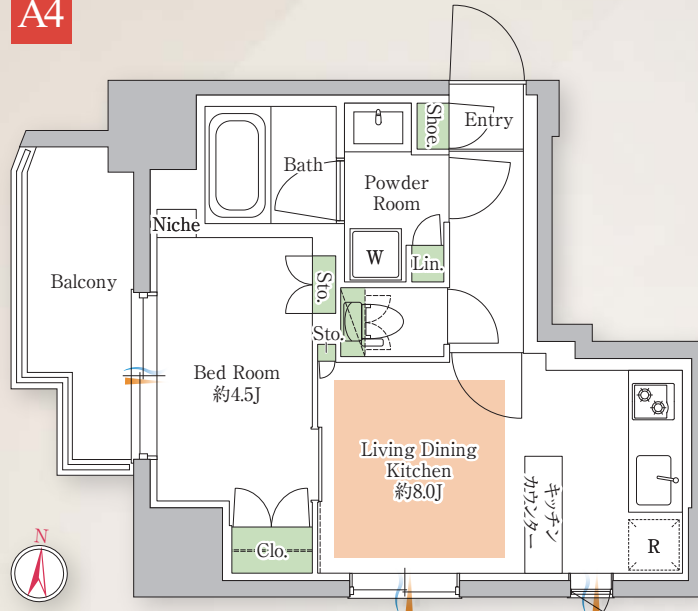 A4
Shoe.
Entry
Bath
Powder
Room
Niche
W
Lin.
Balcony
Sto.
Sto.
Bed Room
約4.5J
Living Dining
Kitchen
約8.0J
キッチン
カウンター
Clo.
R
N